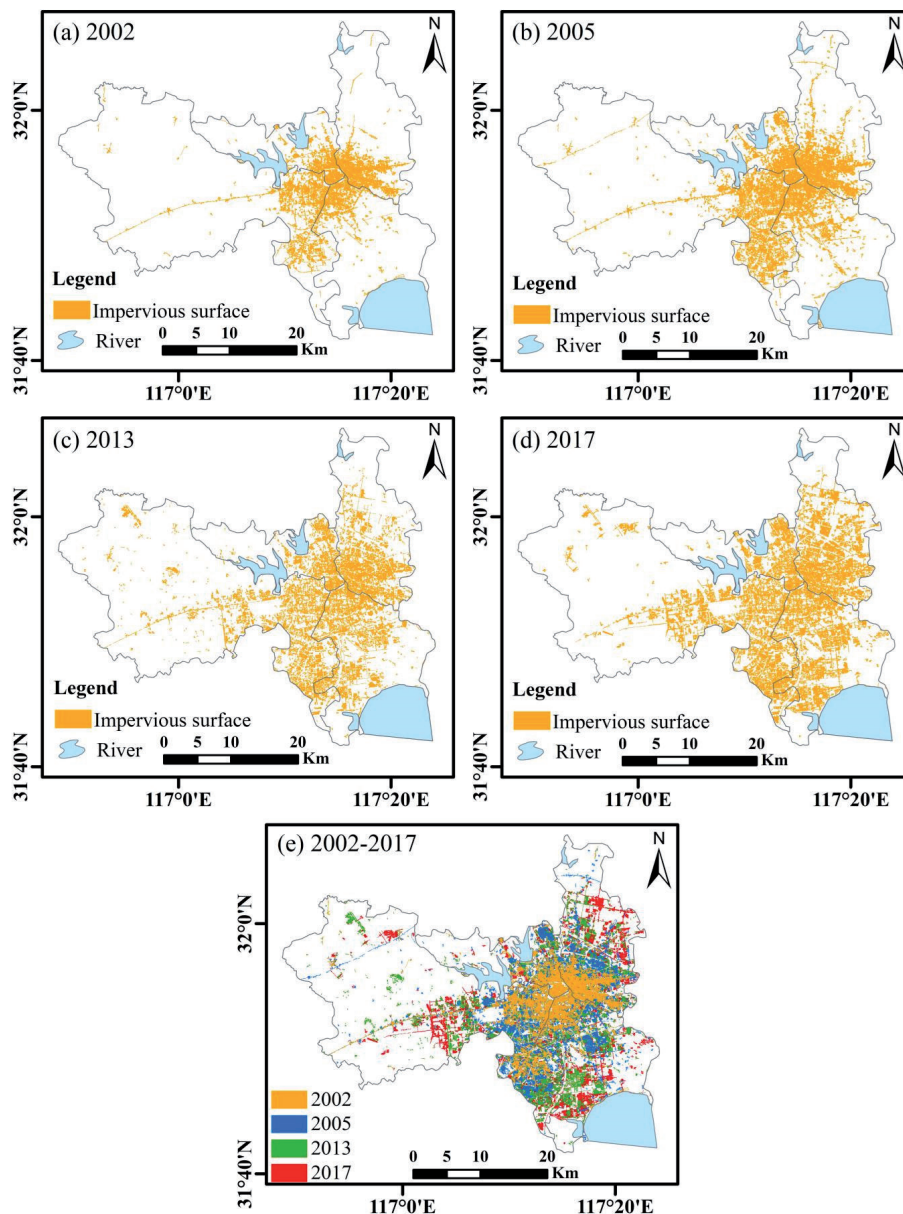 (a) 2002
N
32°0'N
Legend
Impervious surface
River
0 5 10 20
Km
31°40'N
117°0'E 117°20'E
(b) 2005
N
32°0'N
Legend
Impervious surface
River
0 5 10 20
Km
31°40'N
117°0'E 117°20'E
(c) 2013
N
32°0'N
Legend
Impervious surface
River
0 5 10 20
Km
31°40'N
117°0'E 117°20'E
(d) 2017
N
32°0'N
Legend
Impervious surface
River
0 5 10 20
Km
31°40'N
117°0'E 117°20'E
(e) 2002-2017
N
32°0'N
2002
2005
2013
2017
0 5 10 20
Km
31°40'N
117°0'E 117°20'E